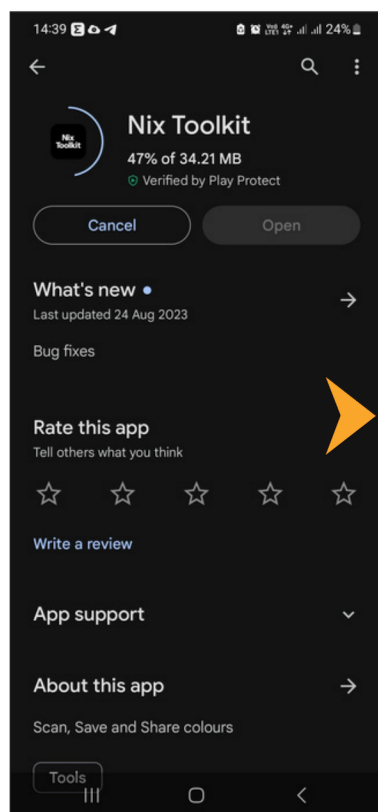 14:39
24%
Nix
Toolkit
Nix Toolkit
47% of 34.21 MB
Verified by Play Protect
Cancel
Open
What's new
Last updated 24 Aug 2023
Bug fixes
Rate this app
Tell others what you think
Write a review
App support
About this app
Scan, Save and Share colours
Tools